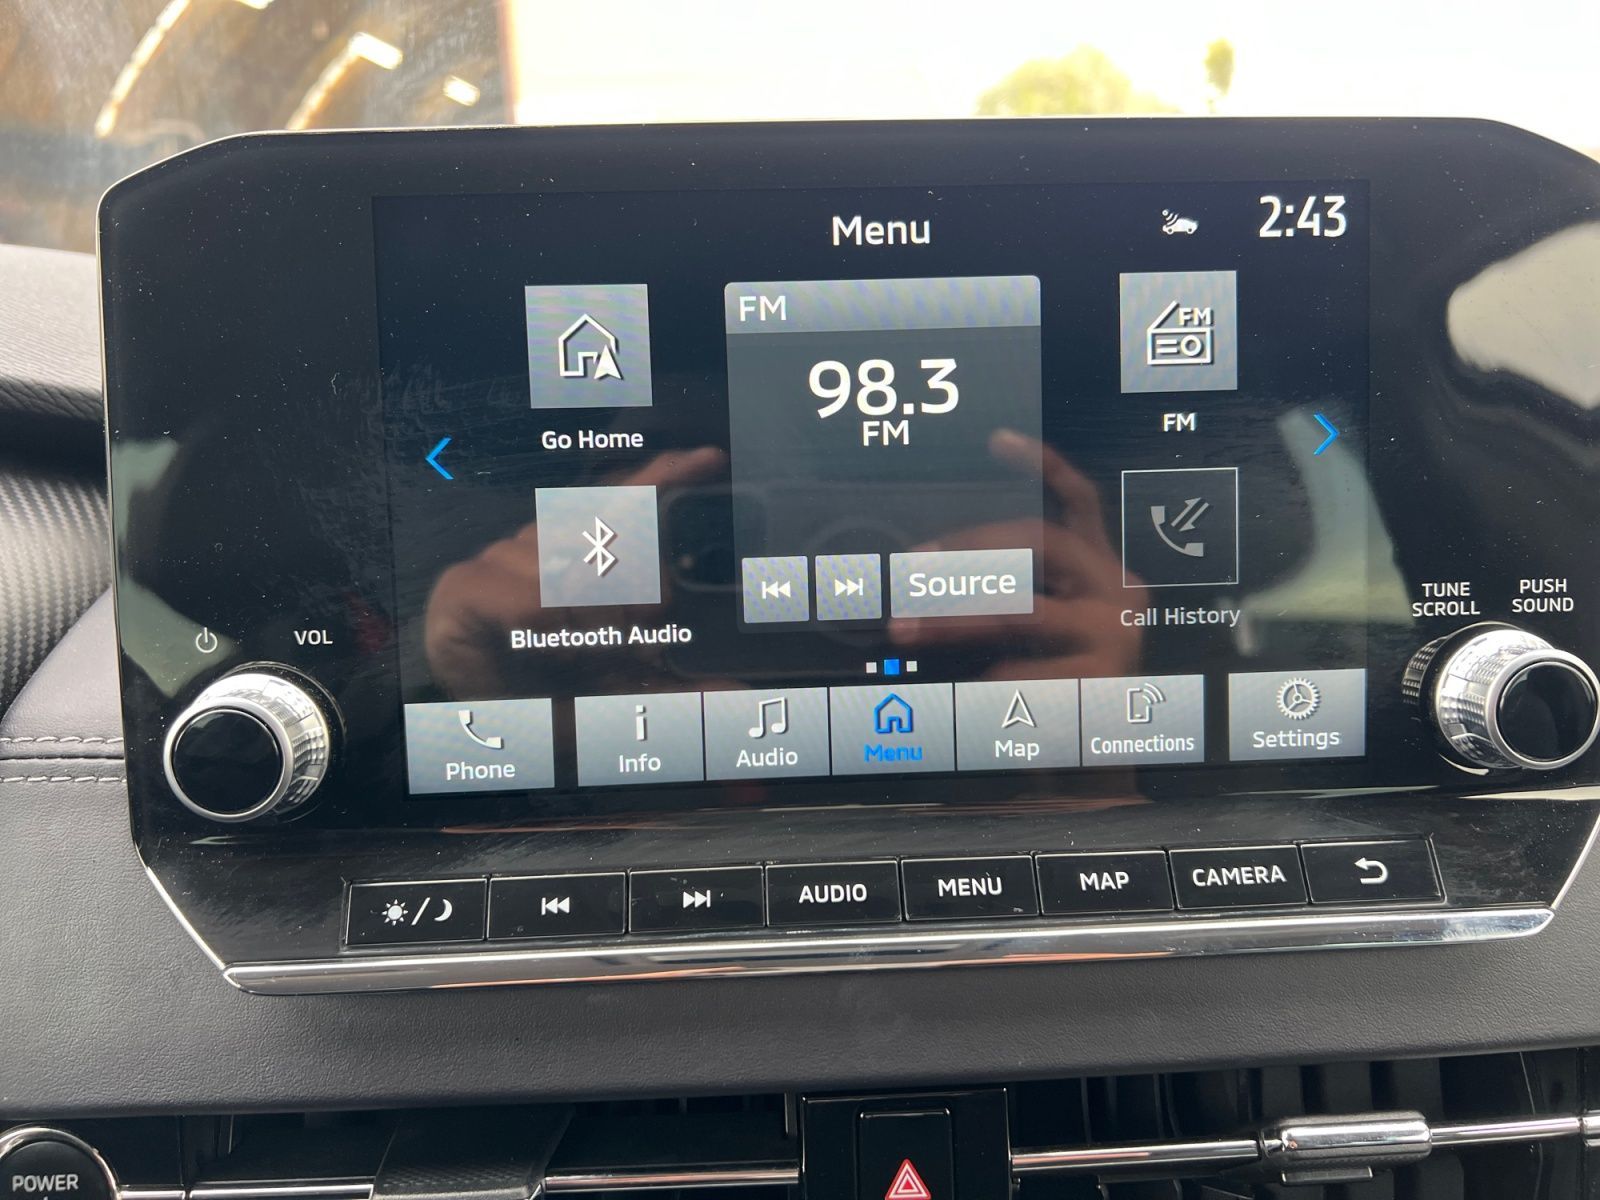 Menu
2:43
FM
98.3
FM
Source
Go Home
Bluetooth Audio
FM
FM
Call History
TUNE
SCROLL
PUSH
SOUND
VOL
Phone
Info
Audio
Menu
Map
Connections
Settings
AUDIO
MENU
MAP
CAMERA
POWER